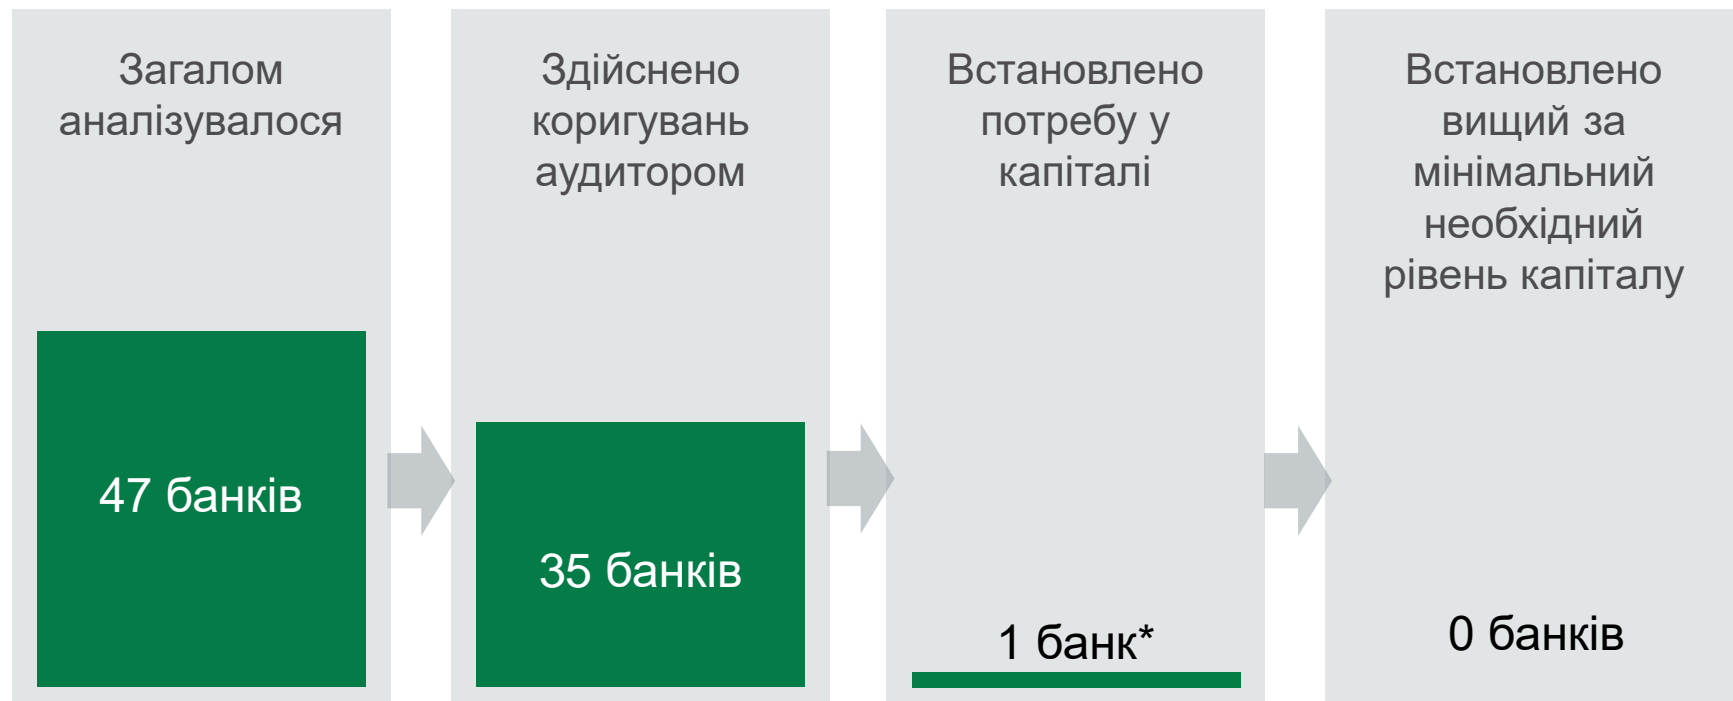 Загалом
аналізувалося
47 банків
Здійснено
коригувань
аудитором
35 банків
Встановлено
потребу у
капіталі
1 банк*
Встановлено
вищий за
мінімальний
необхідний
рівень капіталу
0 банків